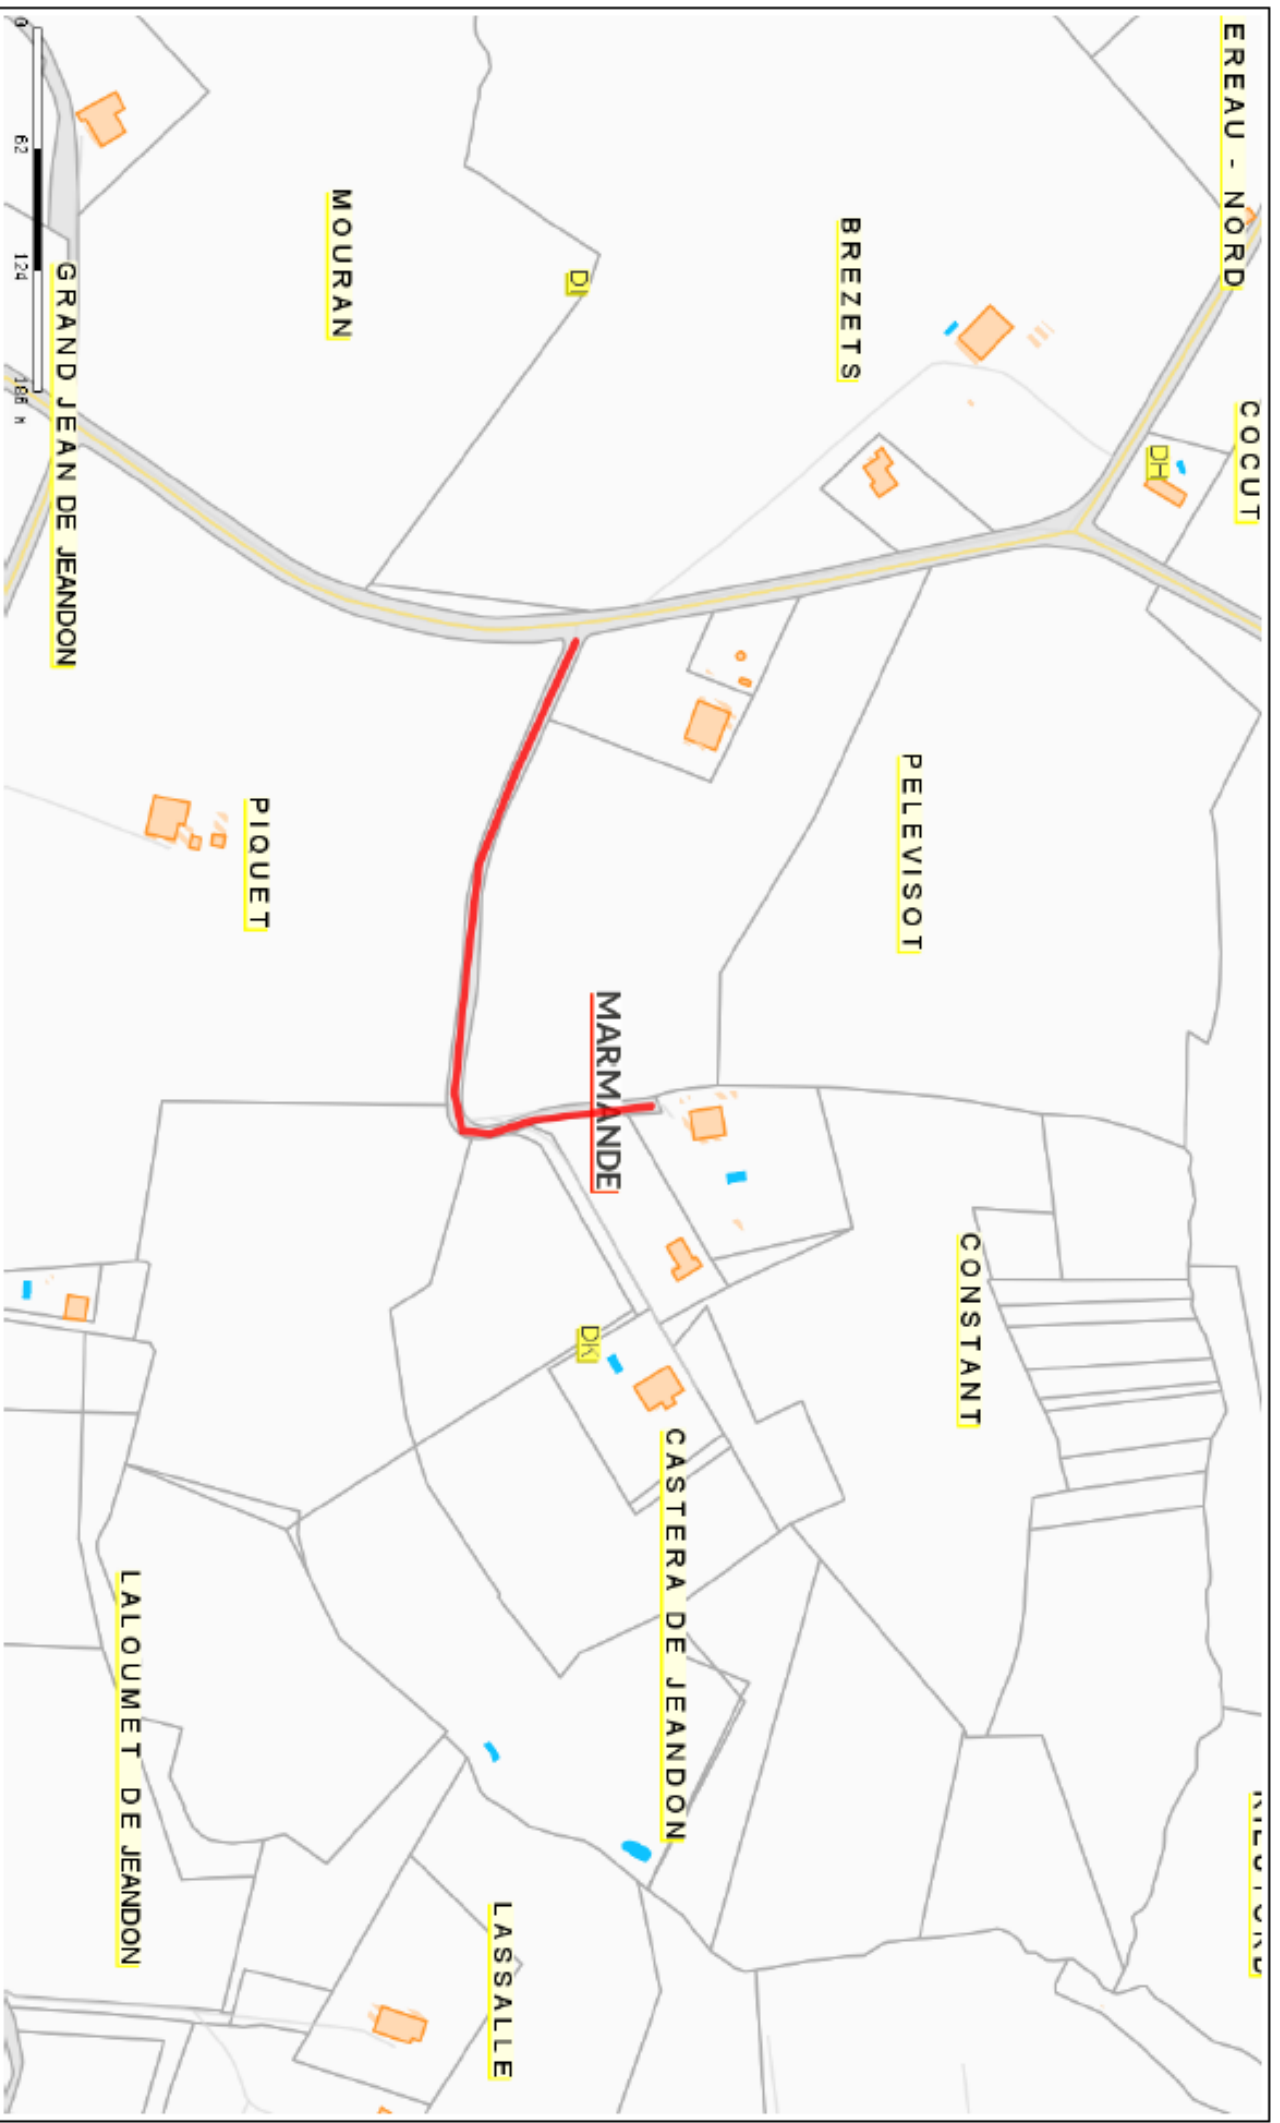 EREAU - NORD
COCUT
BREZETS
DH
DI
MOURAN
GRAND JEAN DE JEANDON
0 62 124 186 M
PELEVISOT
PIQUET
MARMANDE
CONSTANT
DK
CASTERA DE JEANDON
LALOUMET DE JEANDON
LASSALLE